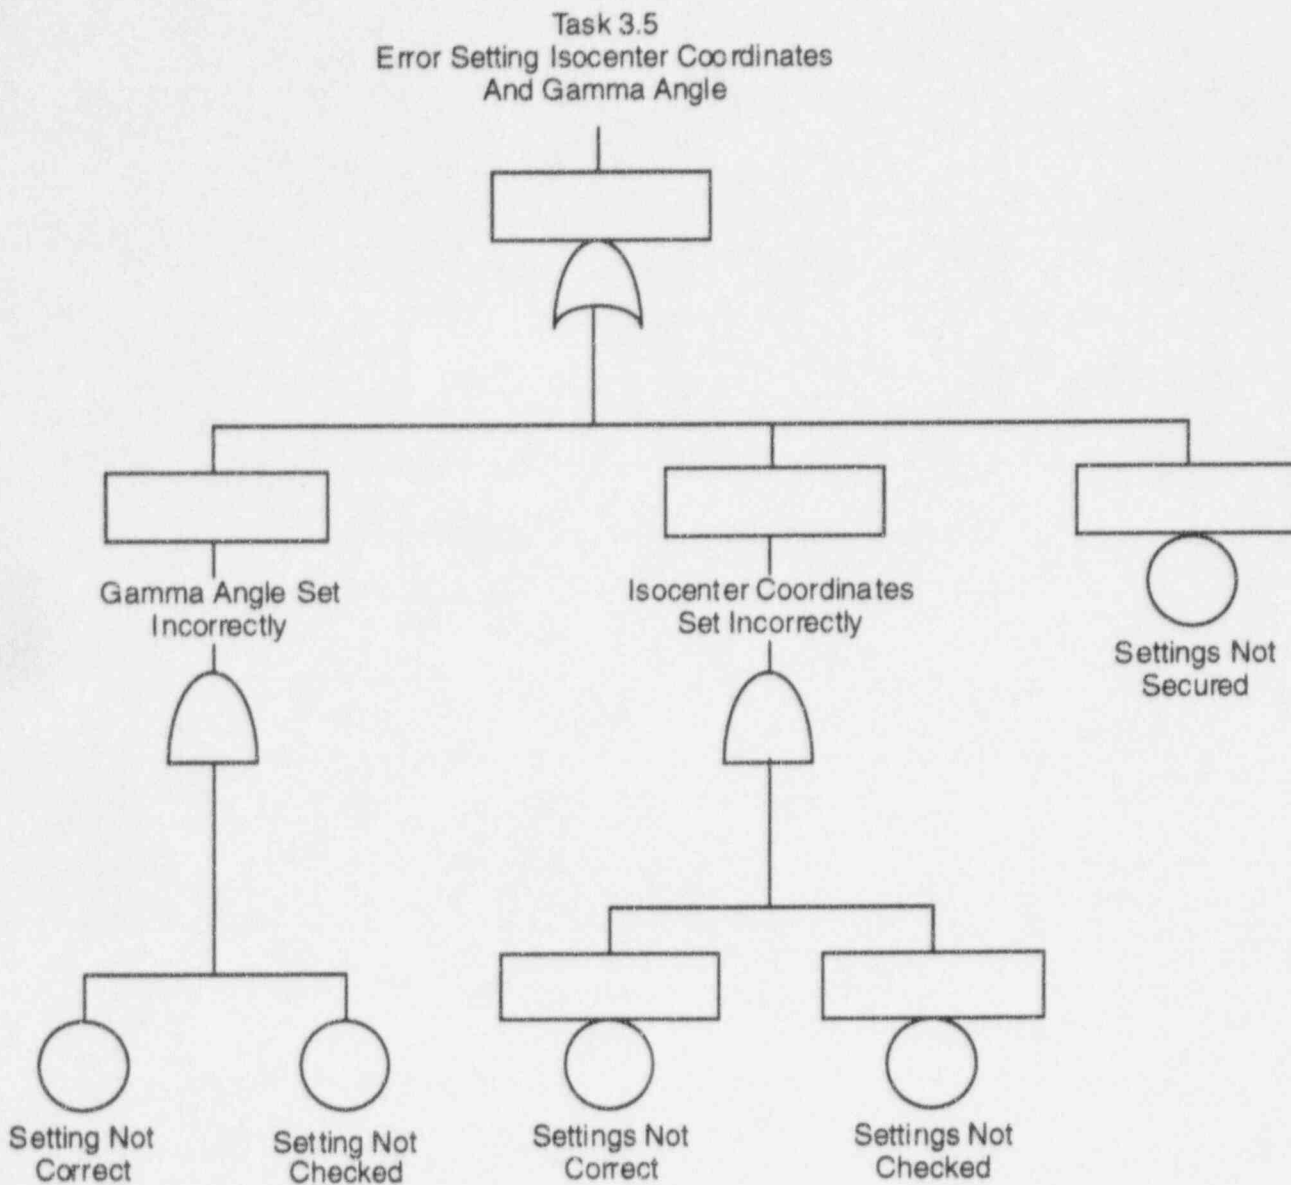 Task 3.5
Error Setting Isocenter Coordinates
And Gamma Angle
Gamma Angle Set
Incorrectly
Isocenter Coordinates
Set Incorrectly
Settings Not
Secured
Setting Not
Correct
Setting Not
Checked
Settings Not
Correct
Settings Not
Checked